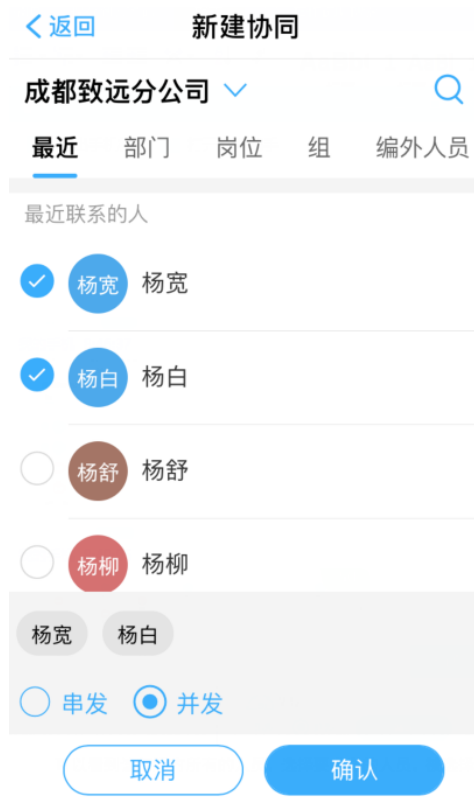 返回 新建协同
成都致远分公司
最近 部门 岗位 组 编外人员
最近联系的人
杨宽 杨宽
杨白 杨白
杨舒 杨舒
杨柳 杨柳
杨宽 杨白
串发 并发
取消 确认